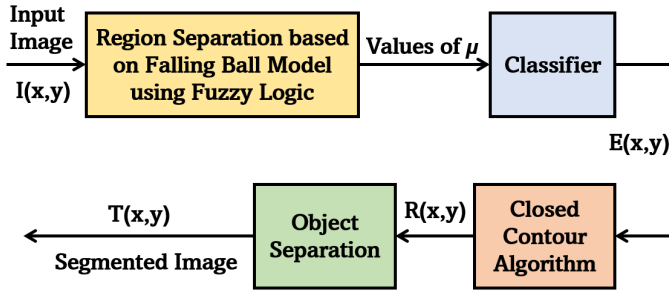 Input
Image
I(x,y)
Region Separation based
on Falling Ball Model
using Fuzzy Logic
Values of μ
Classifier
E(x,y)
T(x,y)
Segmented Image
Object
Separation
R(x,y)
Closed
Contour
Algorithm